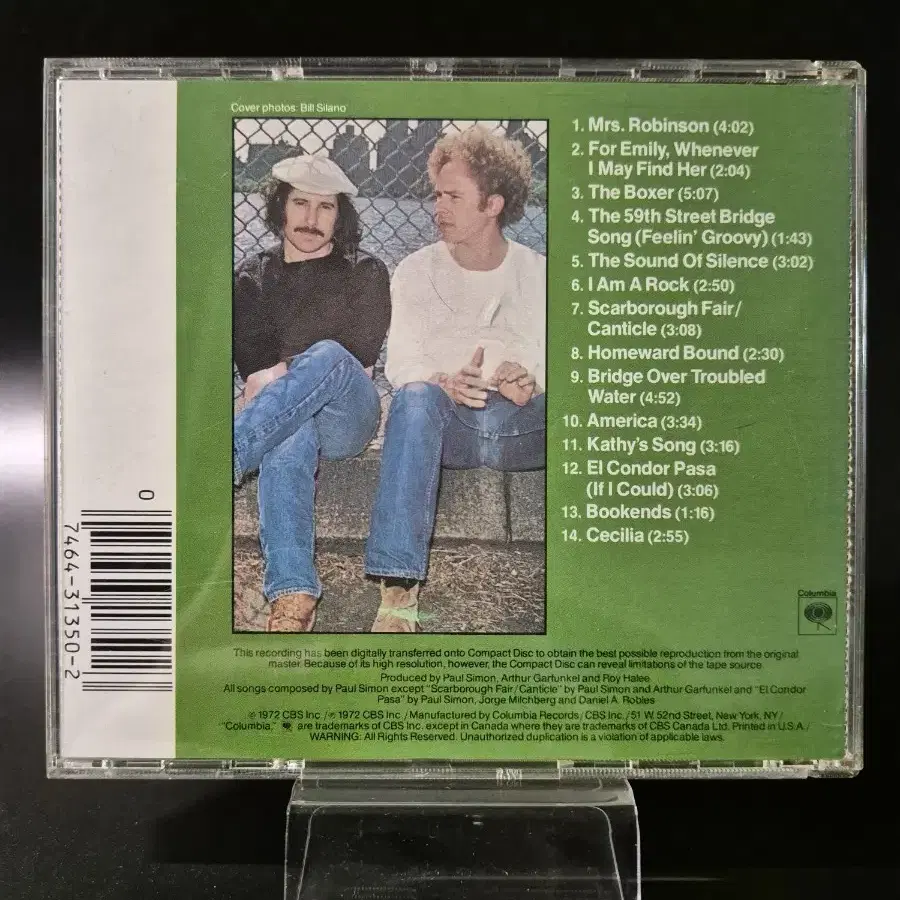 Cover photos: Bill Silano
1. Mrs. Robinson (4:02)
2. For Emily, Whenever
I May Find Her (2:04)
3. The Boxer (5:07)
4. The 59th Street Bridge
Song (Feelin' Groovy) (1:43)
5. The Sound Of Silence (3:02)
6. I Am A Rock (2:50)
7. Scarborough Fair/
Canticle (3:08)
8. Homeward Bound (2:30)
9. Bridge Over Troubled
Water (4:52)
10. America (3:34)
11. Kathy's Song (3:16)
12. El Condor Pasa
(If I Could) (3:06)
13. Bookends (1:16)
14. Cecilia (2:55)
0
7464-31350-2
Columbia
This recording has been digitally transferred onto Compact Disc to obtain the best possible reproduction from the original
master. Because of its high resolution, however, the Compact Disc can reveal limitations of the tape source.
Produced by Paul Simon, Arthur Garfunkel and Roy Halee
All songs composed by Paul Simon except "Scarborough Fair/Canticle" by Paul Simon and Arthur Garfunkel and "El Condor
Pasa" by Paul Simon, Jorge Milchberg and Daniel A. Robles
© 1972 CBS Inc./℗ 1972 CBS Inc./Manufactured by Columbia Records/CBS Inc./51 W. 52nd Street, New York, NY/
"Columbia," are trademarks of CBS Inc. except in Canada where they are trademarks of CBS Canada Ltd. Printed in U.S.A./
WARNING: All Rights Reserved. Unauthorized duplication is a violation of applicable laws.